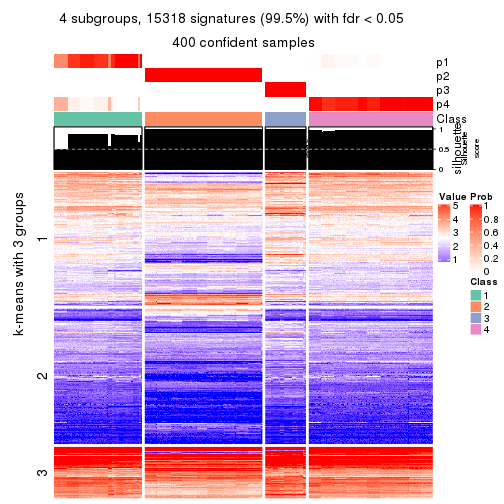 4 subgroups, 15318 signatures (99.5%) with fdr < 0.05
400 confident samples
p1
p2
p3
p4
Class
silhouette
Silhouette
score
1
0.5
0
k-means with 3 groups
1
2
3
Value
5
4
3
2
1
Prob
1
0.8
0.6
0.4
0.2
0
Class
1
2
3
4